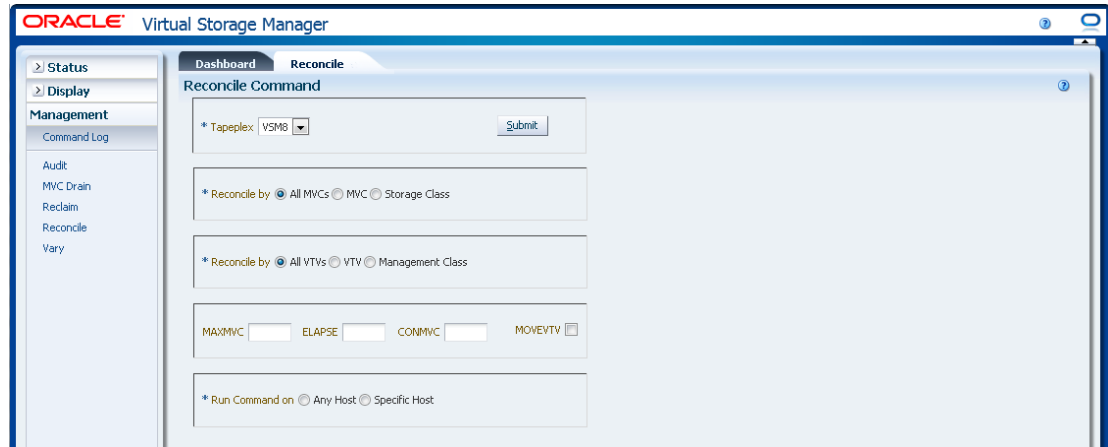 ORACLE Virtual Storage Manager
Status
Display
Management
Command Log
Audit
MVC Drain
Reclaim
Reconcile
Vary
Dashboard Reconcile
Reconcile Command
* Tapeplex VSM8 Submit
* Reconcile by All MVCs MVC Storage Class
* Reconcile by All VTVs VTV Management Class
MAXMVC ELAPSE CONMVC MOVEVTV
* Run Command on Any Host Specific Host